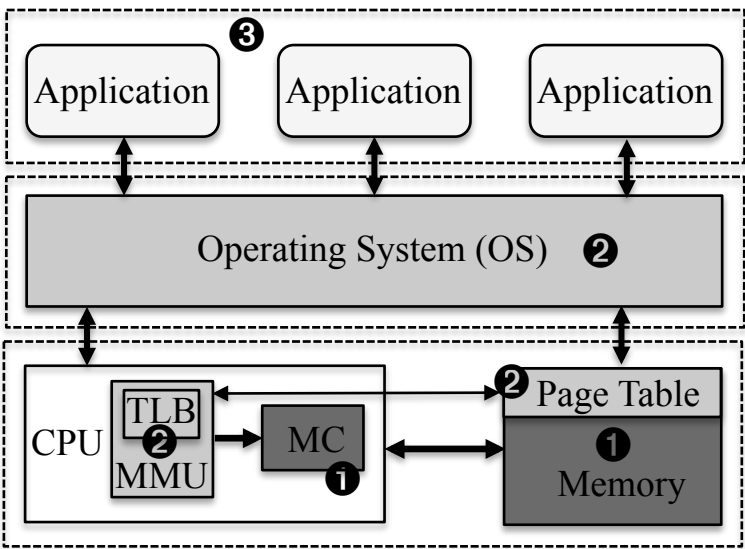 ❸
Application Application Application
Operating System (OS) ❷
CPU
TLB
❷
MMU
MC
❶
❷ Page Table
❶
Memory